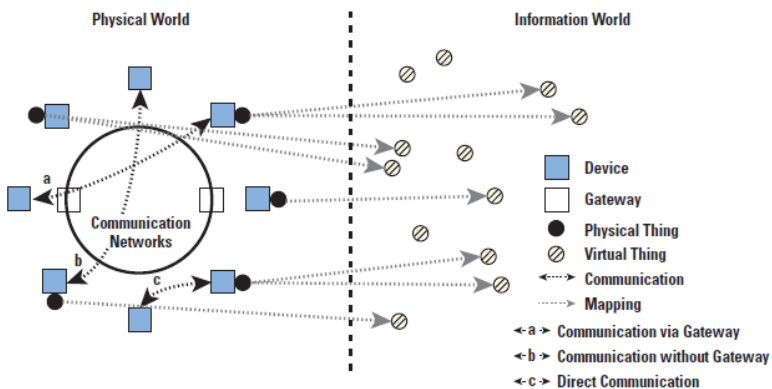 Physical World
Information World
a
Communication
Networks
b
c
Device
Gateway
Physical Thing
Virtual Thing
Communication
Mapping
a Communication via Gateway
b Communication without Gateway
c Direct Communication